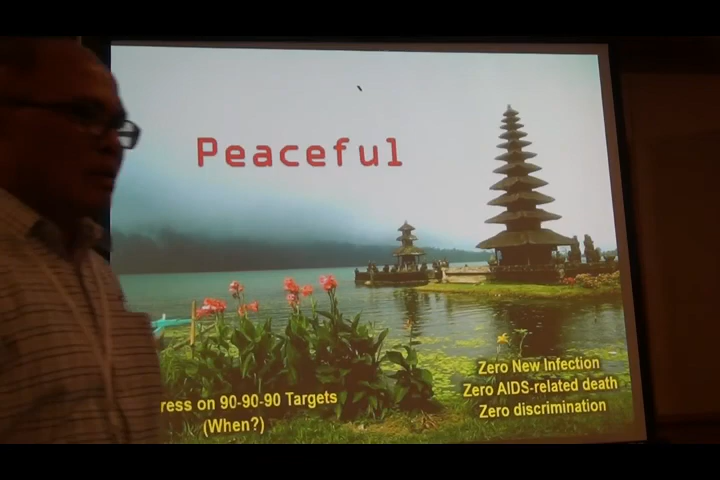 Peaceful
ress on 90-90-90 Targets
(When?)
Zero New Infection
Zero AIDS-related death
Zero discrimination